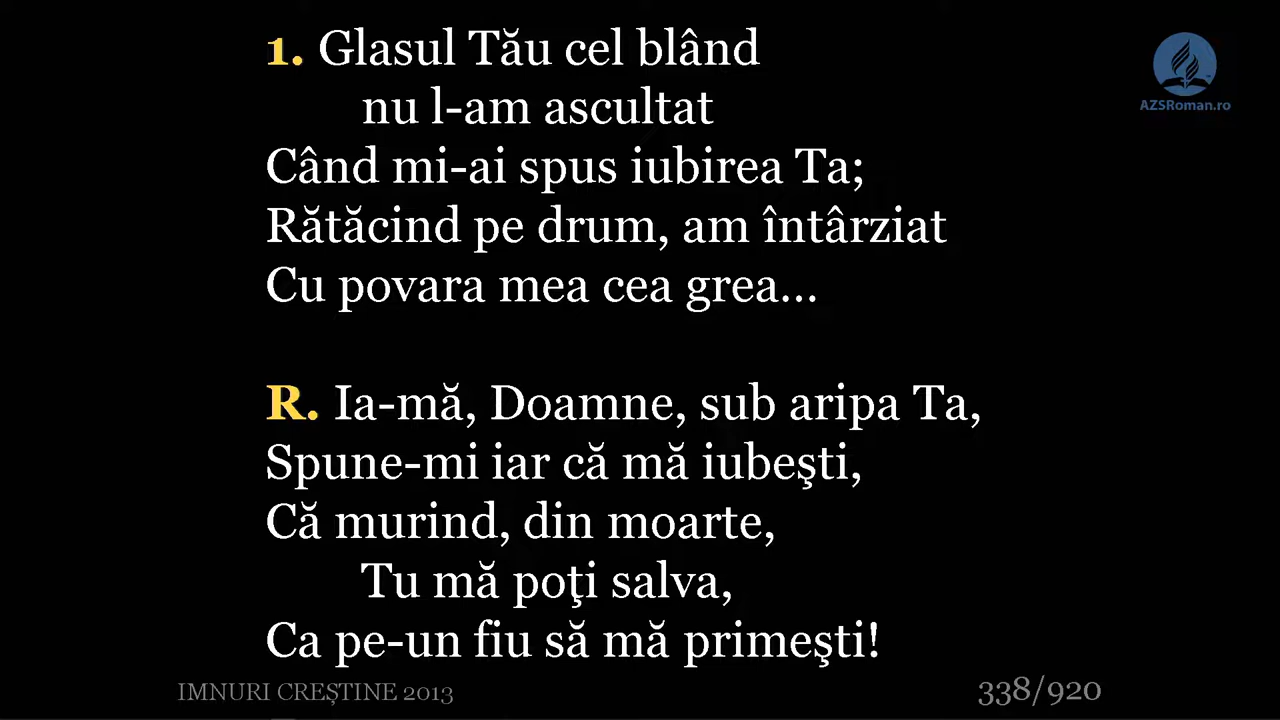 1. Glasul Tău cel blând
nu l-am ascultat
Când mi-ai spus iubirea Ta;
Rătăcind pe drum, am întârziat
Cu povara mea cea grea...
R. Ia-mă, Doamne, sub aripa Ta,
Spune-mi iar că mă iubeşti,
Că murind, din moarte,
Tu mă poţi salva,
Ca pe-un fiu să mă primeşti!
AZSRoman.ro
IMNURI CREȘTINE 2013
338/920